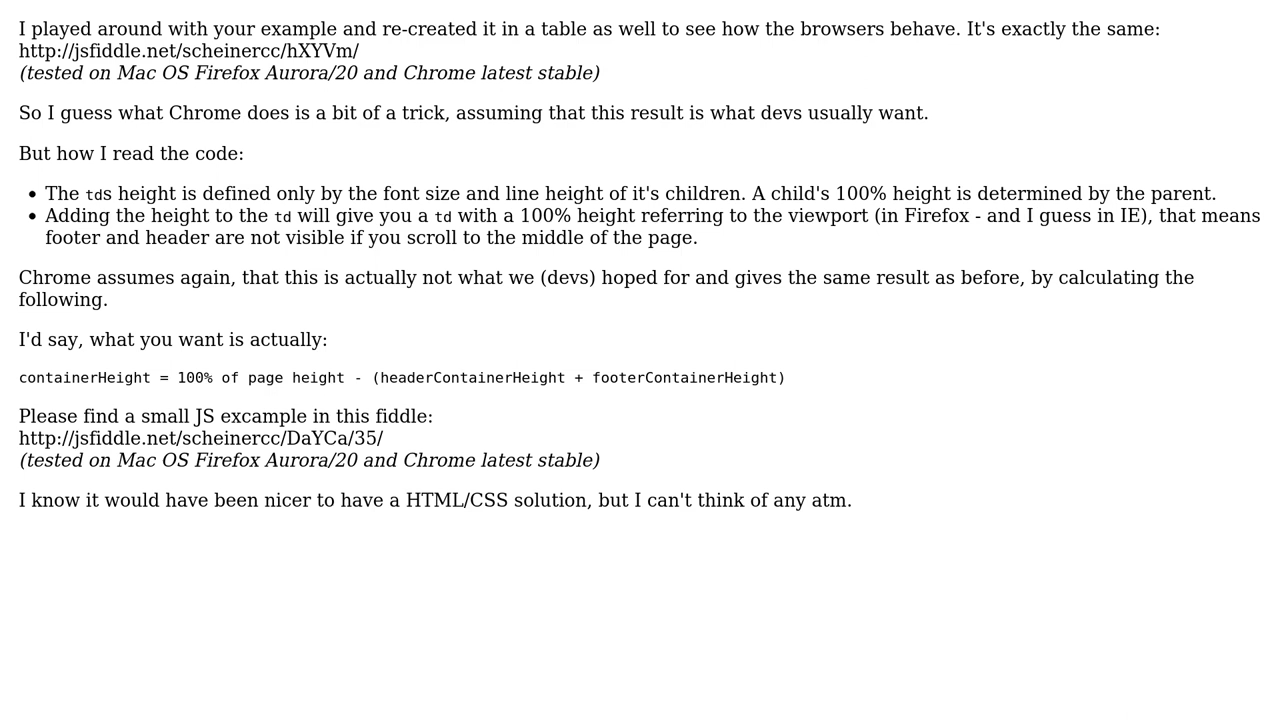 I played around with your example and re-created it in a table as well to see how the browsers behave. It's exactly the same:
http://jsfiddle.net/scheinercc/hXYVm/
(tested on Mac OS Firefox Aurora/20 and Chrome latest stable)
So I guess what Chrome does is a bit of a trick, assuming that this result is what devs usually want.
But how I read the code:
• The tds height is defined only by the font size and line height of it's children. A child's 100% height is determined by the parent.
• Adding the height to the td will give you a td with a 100% height referring to the viewport (in Firefox - and I guess in IE), that means
footer and header are not visible if you scroll to the middle of the page.
Chrome assumes again, that this is actually not what we (devs) hoped for and gives the same result as before, by calculating the
following.
I'd say, what you want is actually:
containerHeight = 100% of page height - (headerContainerHeight + footerContainerHeight)
Please find a small JS excample in this fiddle:
http://jsfiddle.net/scheinercc/DaYCa/35/
(tested on Mac OS Firefox Aurora/20 and Chrome latest stable)
I know it would have been nicer to have a HTML/CSS solution, but I can't think of any atm.